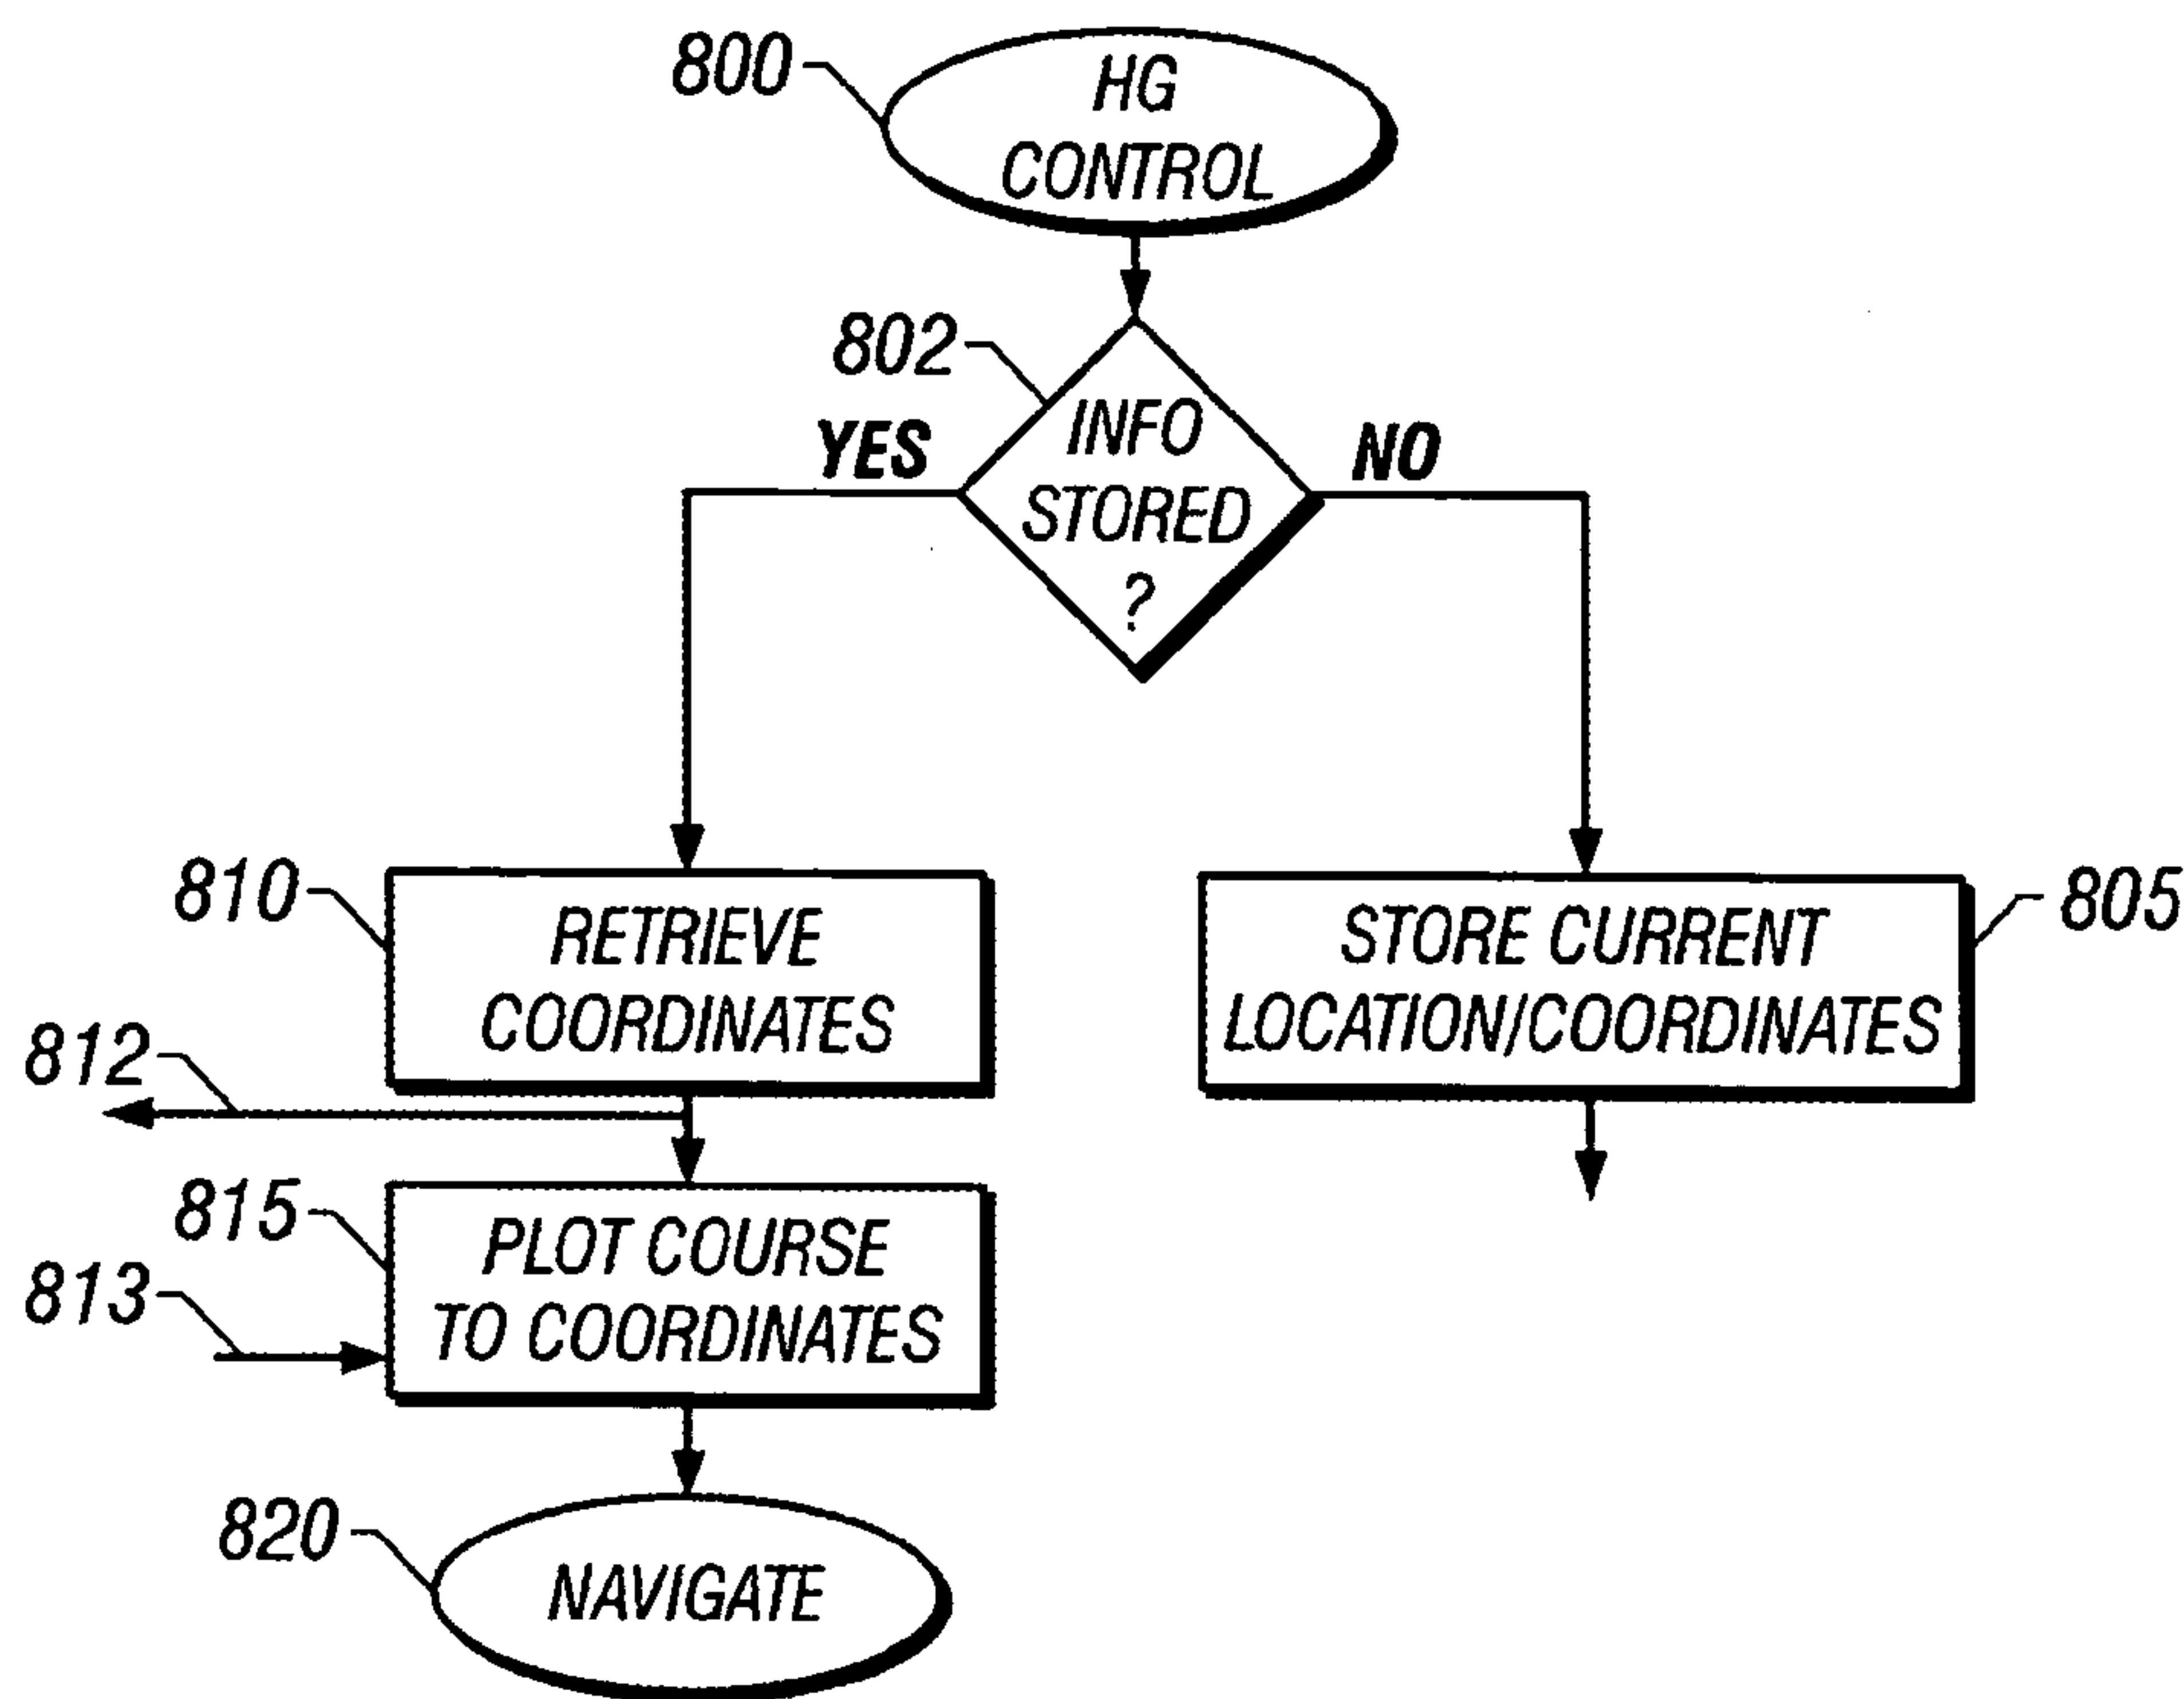 800
HG
CONTROL
802
YES
INFO
STORED
?
NO
810
RETRIEVE
COORDINATES
STORE CURRENT
LOCATION/COORDINATES
805
812
815
PLOT COURSE
TO COORDINATES
813
820
NAVIGATE